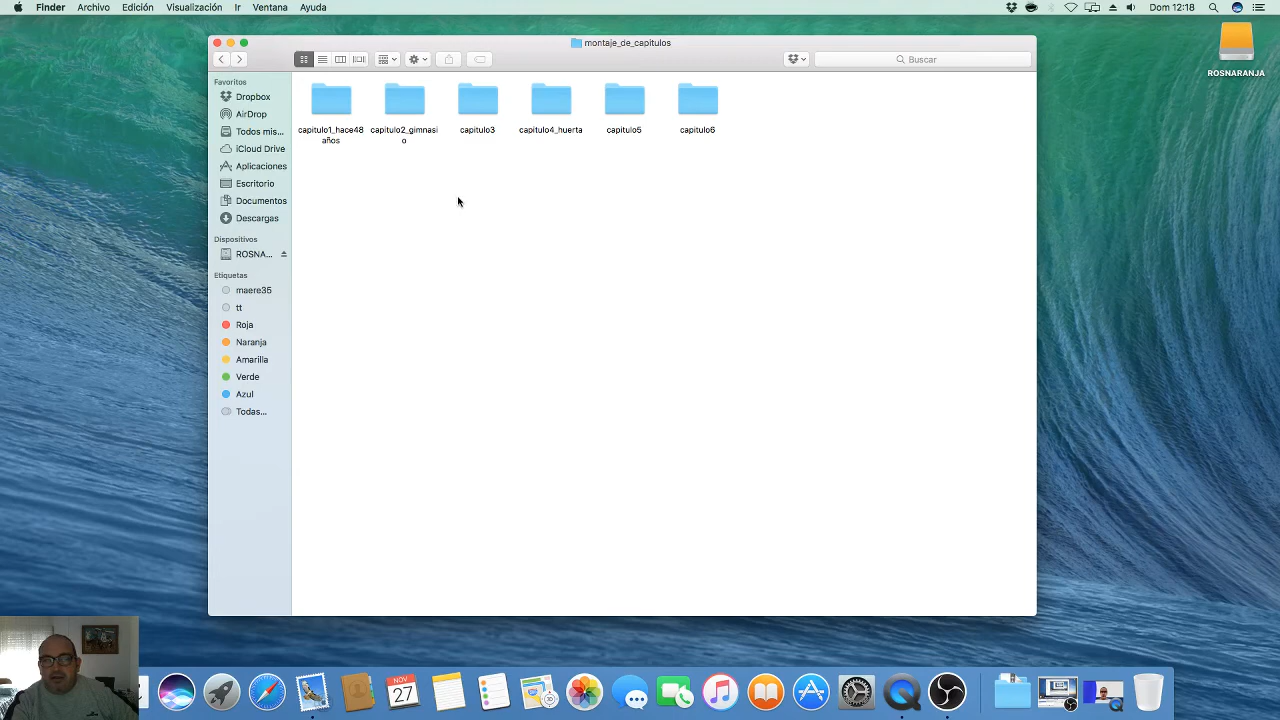 Finder Archivo Edición Visualización Ir Ventana Ayuda Dom 12:18
montaje_de_capitulos
Buscar
ROSNARANJA
Favoritos
Dropbox
AirDrop
Todos mis...
iCloud Drive
Aplicaciones
Escritorio
Documentos
Descargas
Dispositivos
ROSNA...
Etiquetas
maere35
tt
Roja
Naranja
Amarilla
Verde
Azul
Todas...
capitulo1_hace48
años
capitulo2_gimnasi
o
capitulo3
capitulo4_huerta
capitulo5
capitulo6
NOV
27